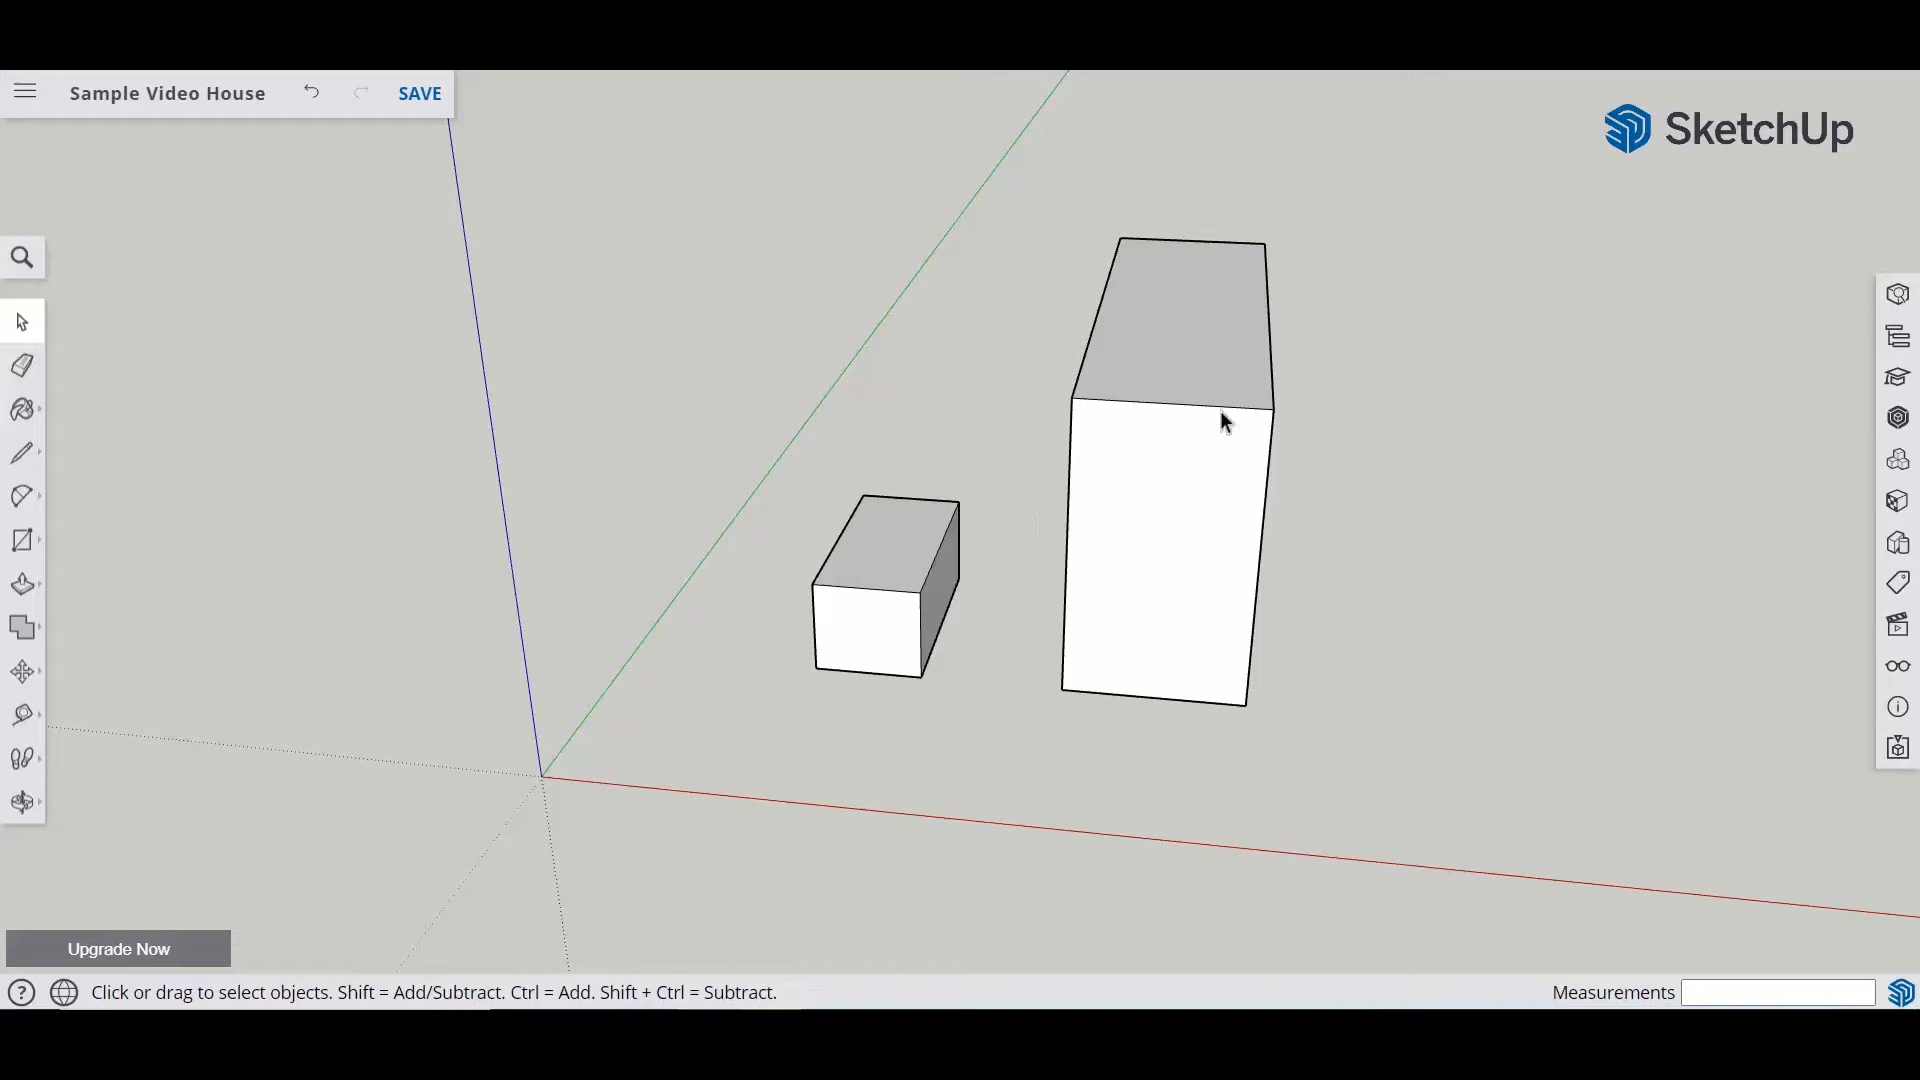 Sample Video House
SAVE
SketchUp
Upgrade Now
Click or drag to select objects. Shift = Add/Subtract. Ctrl = Add. Shift + Ctrl = Subtract.
Measurements